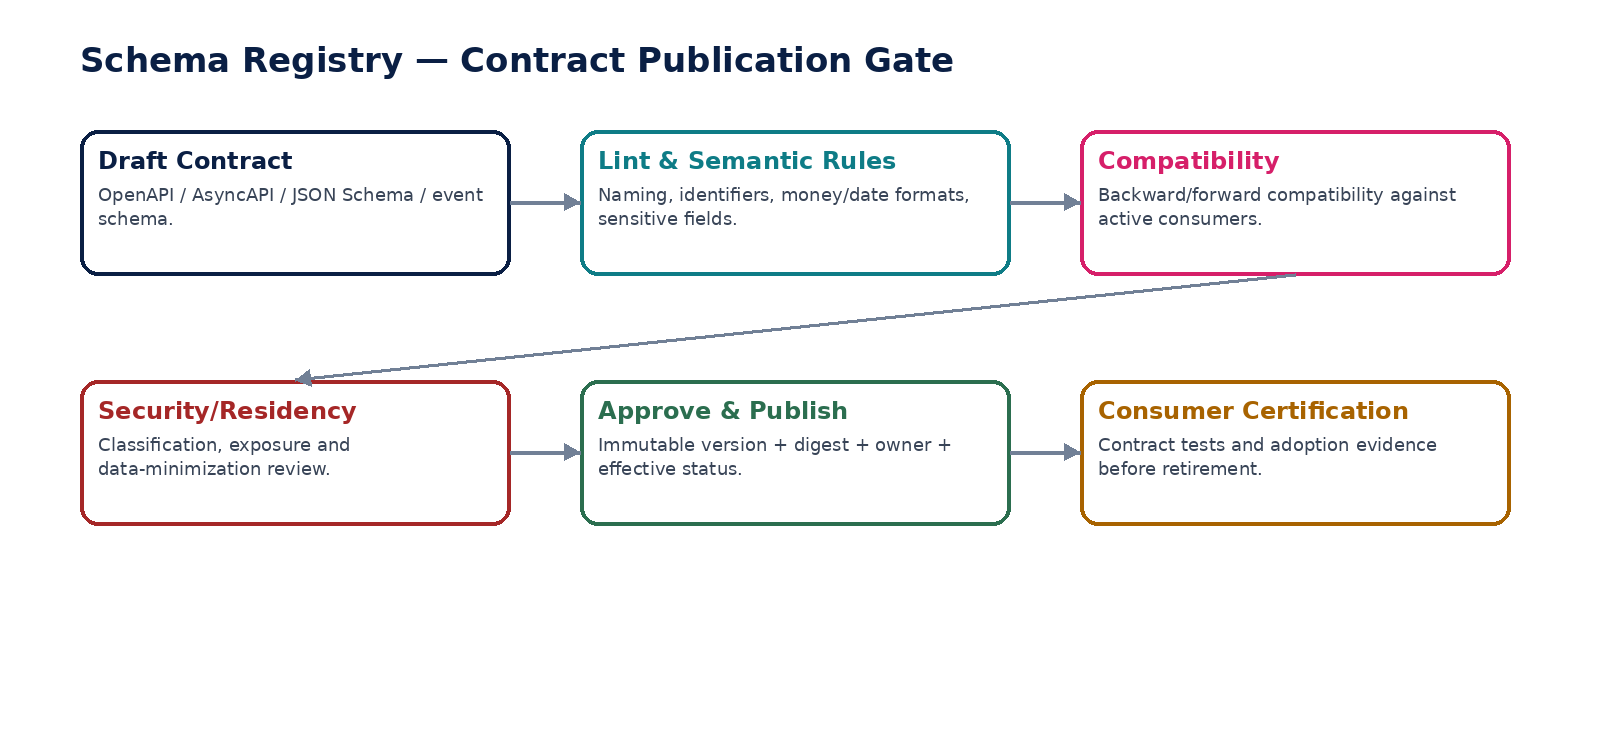 Schema Registry — Contract Publication Gate
Draft Contract
OpenAPI / AsyncAPI / JSON Schema / event
schema.
Lint & Semantic Rules
Naming, identifiers, money/date formats,
sensitive fields.
Compatibility
Backward/forward compatibility against
active consumers.
Security/Residency
Classification, exposure and
data-minimization review.
Approve & Publish
Immutable version + digest + owner +
effective status.
Consumer Certification
Contract tests and adoption evidence
before retirement.